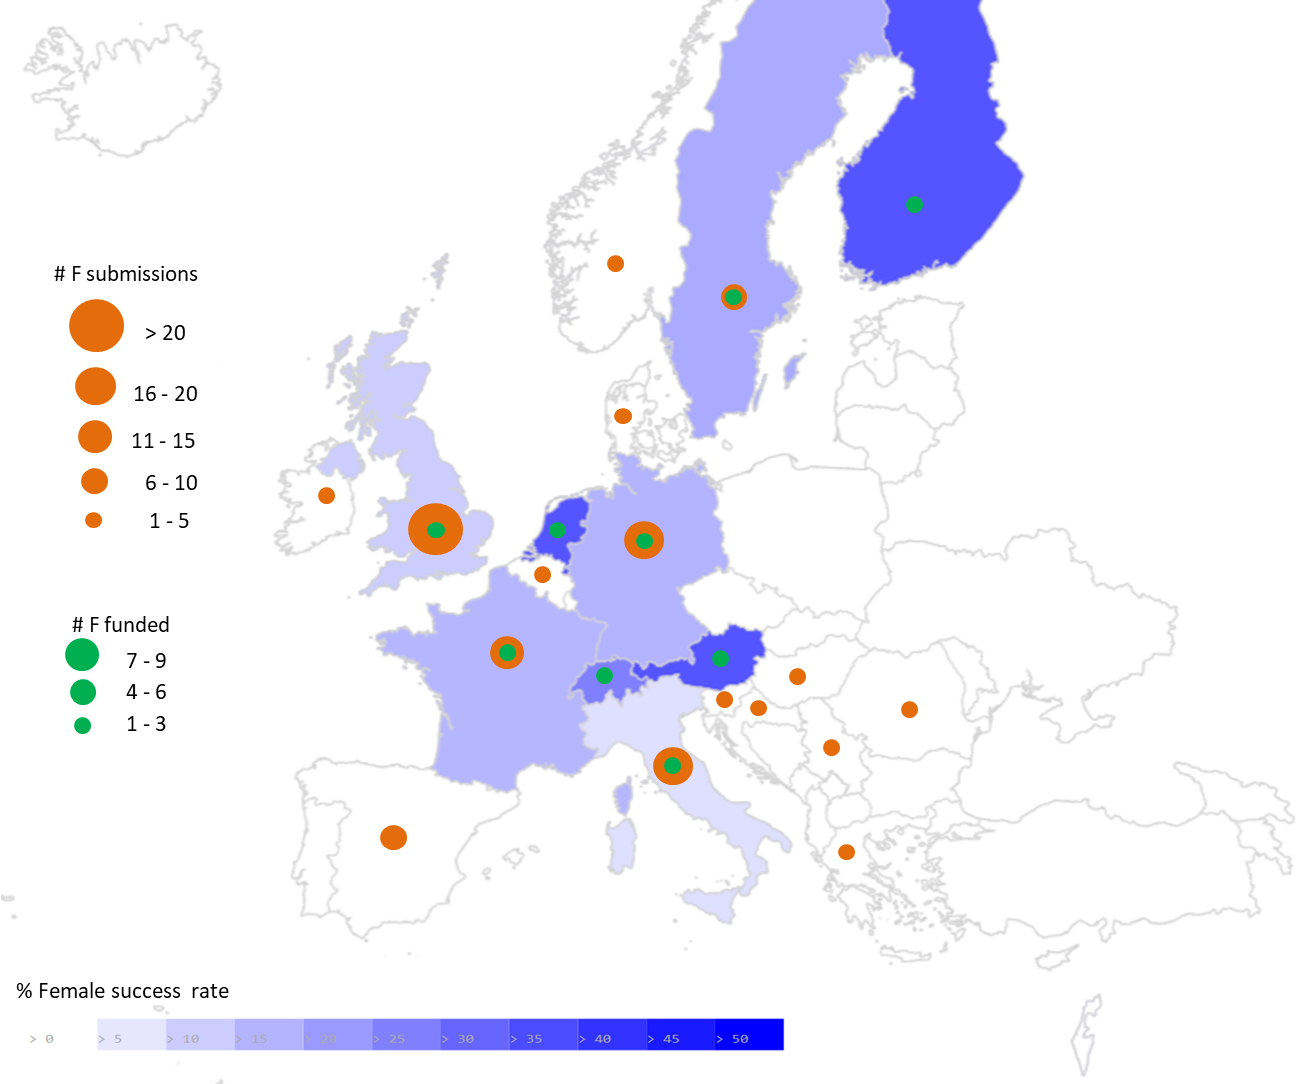 # F submissions
> 20
16 - 20
11 - 15
6 - 10
1 - 5
# F funded
7 - 9
4 - 6
1 - 3
% Female success rate
> 0 > 5 > 10 > 15 > 20 > 25 > 30 > 35 > 40 > 45 > 50